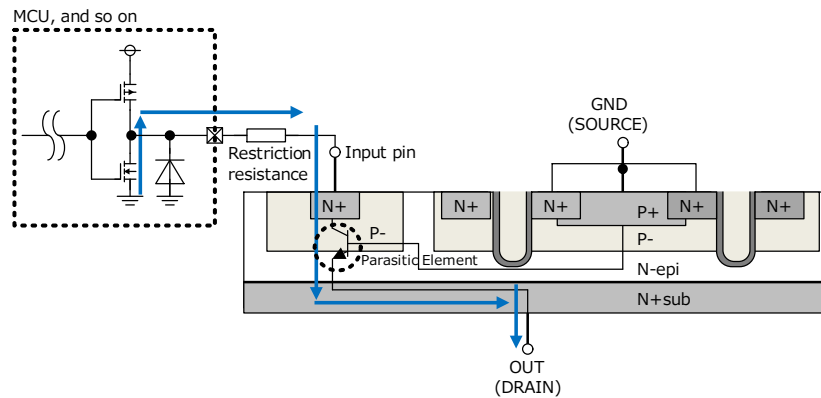 MCU, and so on
GND
(SOURCE)
Restriction
resistance
Input pin
N+
N+
N+
P+
N+
N+
P-
P-
Parasitic Element
N-epi
N+sub
OUT
(DRAIN)